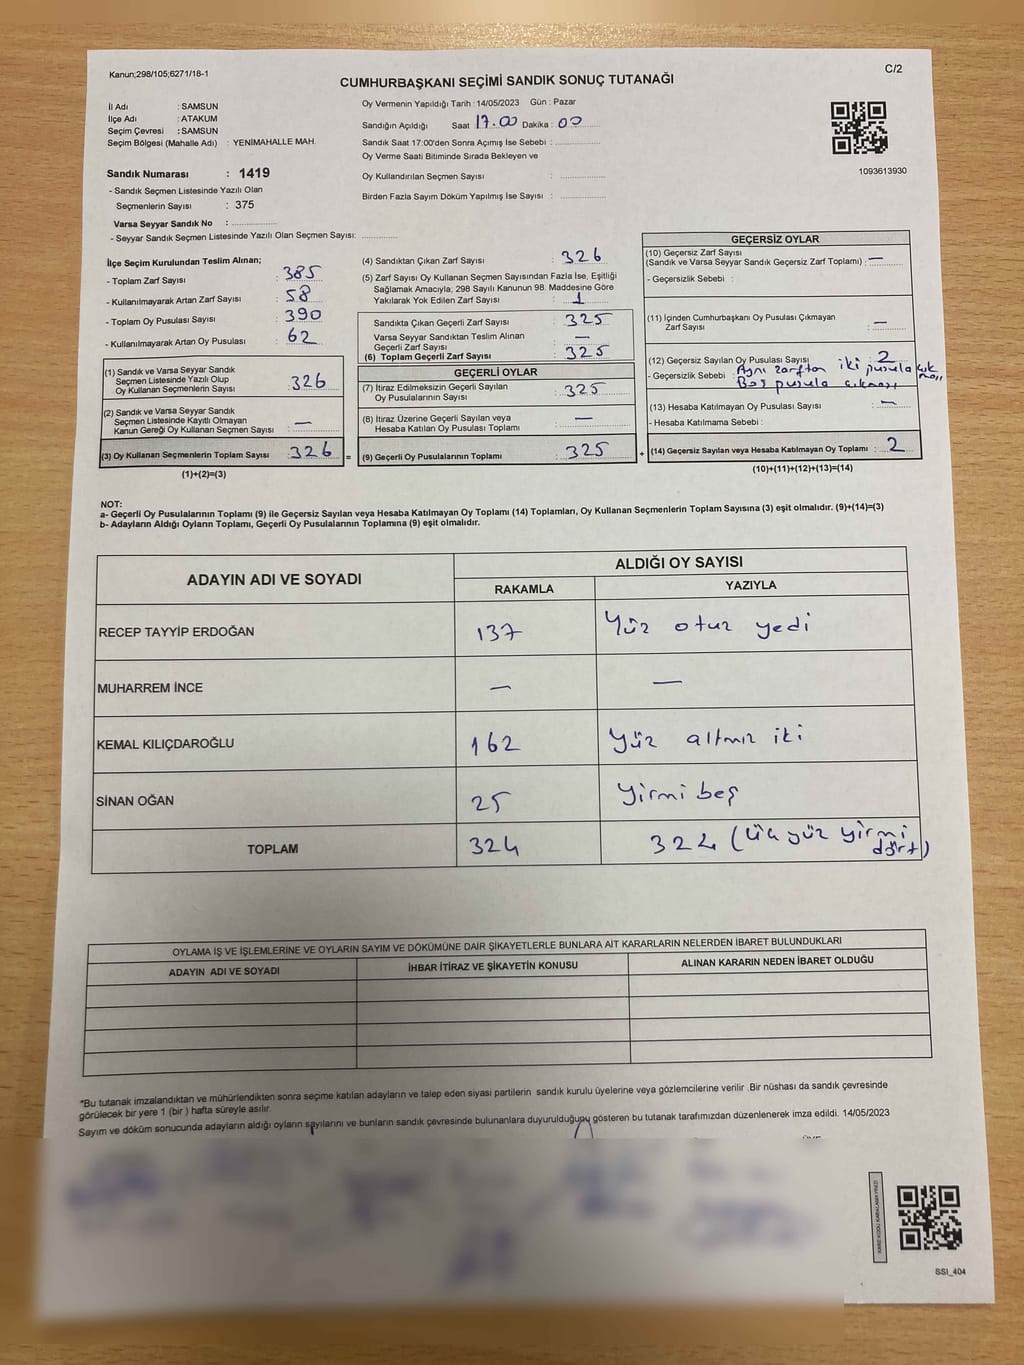 Kanun;298/105;6271/18-1
C/2
CUMHURBAŞKANI SEÇİMİ SANDIK SONUÇ TUTANAĞI
İl Adı : SAMSUN
İlçe Adı : ATAKUM
Seçim Çevresi : SAMSUN
Seçim Bölgesi (Mahalle Adı) : YENİMAHALLE MAH.
Sandık Numarası : 1419
- Sandık Seçmen Listesinde Yazılı Olan
Seçmenlerin Sayısı : 375
Varsa Seyyar Sandık No :
- Seyyar Sandık Seçmen Listesinde Yazılı Olan Seçmen Sayısı:
Oy Vermenin Yapıldığı Tarih : 14/05/2023 Gün : Pazar
Sandığın Açıldığı Saat 17.00 Dakika : 00
Sandık Saat 17:00'den Sonra Açımış İse Sebebi :
Oy Verme Saati Bitiminde Sırada Bekleyen ve
Oy Kullandırılan Seçmen Sayısı :
Birden Fazla Sayım Döküm Yapılmış İse Sayısı :
1093613930
İlçe Seçim Kurulundan Teslim Alınan;
- Toplam Zarf Sayısı : 385
- Kullanılmayarak Artan Zarf Sayısı : 58
- Toplam Oy Pusulası Sayısı : 390
- Kullanılmayarak Artan Oy Pusulası : 62
(1) Sandık ve Varsa Seyyar Sandık
Seçmen Listesinde Yazılı Olup
Oy Kullanan Seçmenlerin Sayısı : 326
(2) Sandık ve Varsa Seyyar Sandık
Seçmen Listesinde Kayıtlı Olmayan
Kanun Gereği Oy Kullanan Seçmen Sayısı : —
(3) Oy Kullanan Seçmenlerin Toplam Sayısı : 326 =
(1)+(2)=(3)
(4) Sandıktan Çıkan Zarf Sayısı : 326
(5) Zarf Sayısı Oy Kullanan Seçmen Sayısından Fazla İse, Eşitliği
Sağlamak Amacıyla; 298 Sayılı Kanunun 98. Maddesine Göre
Yakılarak Yok Edilen Zarf Sayısı : 1
Sandıkta Çıkan Geçerli Zarf Sayısı : 325
Varsa Seyyar Sandıktan Teslim Alınan
Geçerli Zarf Sayısı : —
(6) Toplam Geçerli Zarf Sayısı : 325
GEÇERLİ OYLAR
(7) İtiraz Edilmeksizin Geçerli Sayılan
Oy Pusulalarının Sayısı : 325
(8) İtiraz Üzerine Geçerli Sayılan veya
Hesaba Katılan Oy Pusulası Toplamı : —
(9) Geçerli Oy Pusulalarının Toplamı : 325 +
GEÇERSİZ OYLAR
(10) Geçersiz Zarf Sayısı
(Sandık ve Varsa Seyyar Sandık Geçersiz Zarf Toplamı) : —
- Geçersizlik Sebebi :
(11) İçinden Cumhurbaşkanı Oy Pusulası Çıkmayan
Zarf Sayısı : —
(12) Geçersiz Sayılan Oy Pusulası Sayısı : 2
- Geçersizlik Sebebi : Aynı zarftan iki pusula çıkması
Boş pusula çıkması
(13) Hesaba Katılmayan Oy Pusulası Sayısı : —
- Hesaba Katılmama Sebebi :
(14) Geçersiz Sayılan veya Hesaba Katılmayan Oy Toplamı : 2
(10)+(11)+(12)+(13)=(14)
NOT:
a- Geçerli Oy Pusulalarının Toplamı (9) ile Geçersiz Sayılan veya Hesaba Katılmayan Oy Toplamı (14) Toplamları, Oy Kullanan Seçmenlerin Toplam Sayısına (3) eşit olmalıdır. (9)+(14)=(3)
b- Adayların Aldığı Oyların Toplamı, Geçerli Oy Pusulalarının Toplamına (9) eşit olmalıdır.
ADAYIN ADI VE SOYADI ALDIĞI OY SAYISI
RAKAMLA YAZIYLA
RECEP TAYYİP ERDOĞAN 137 Yüz otuz yedi
MUHARREM İNCE — —
KEMAL KILIÇDAROĞLU 162 Yüz altmış iki
SİNAN OĞAN 25 Yirmi beş
TOPLAM 324 324 (Üç yüz yirmi dört)
OYLAMA İŞ VE İŞLEMLERİNE VE OYLARIN SAYIM VE DÖKÜMÜNE DAİR ŞİKAYETLERLE BUNLARA AİT KARARLARIN NELERDEN İBARET BULUNDUKLARI
ADAYIN ADI VE SOYADI İHBAR İTİRAZ VE ŞİKAYETİN KONUSU ALINAN KARARIN NEDEN İBARET OLDUĞU
*Bu tutanak imzalandıktan ve mühürlendikten sonra seçime katılan adayların ve talep eden siyasi partilerin sandık kurulu üyelerine veya gözlemcilerine verilir .Bir nüshası da sandık çevresinde
görülecek bir yere 1 (bir ) hafta süreyle asılır.
Sayım ve döküm sonucunda adayların aldığı oyların sayılarını ve bunların sandık çevresinde bulunanlara duyurulduğunu gösteren bu tutanak tarafımızdan düzenlenerek imza edildi. 14/05/2023
SSI_404